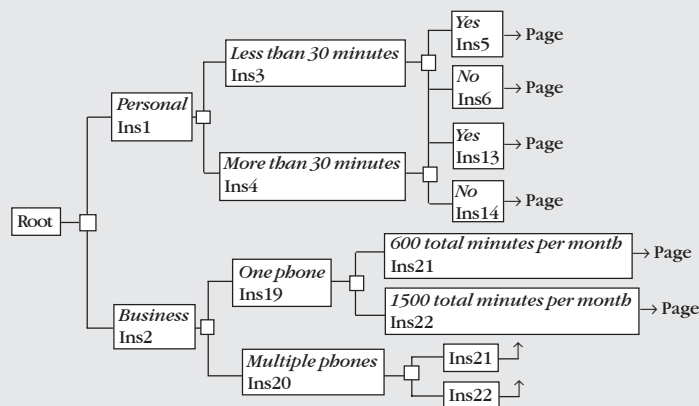 Root
Personal
Ins1
Less than 30 minutes
Ins3
Yes
Ins5
→ Page
No
Ins6
→ Page
More than 30 minutes
Ins4
Yes
Ins13
→ Page
No
Ins14
→ Page
Business
Ins2
One phone
Ins19
600 total minutes per month
Ins21
→ Page
1500 total minutes per month
Ins22
→ Page
Multiple phones
Ins20
Ins21
Ins22